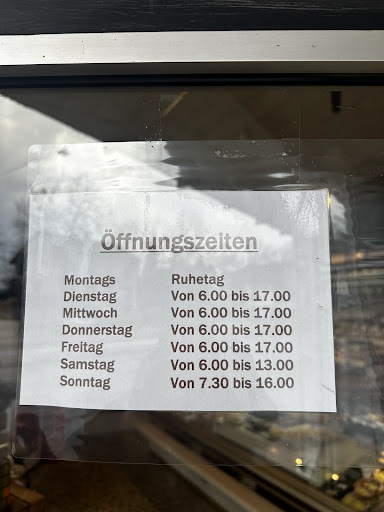 Öffnungszeiten
Montags Ruhetag
Dienstag Von 6.00 bis 17.00
Mittwoch Von 6.00 bis 17.00
Donnerstag Von 6.00 bis 17.00
Freitag Von 6.00 bis 17.00
Samstag Von 6.00 bis 13.00
Sonntag Von 7.30 bis 16.00